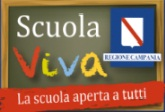 Scuola
Viva
REGIONE CAMPANIA
La scuola aperta a tutti